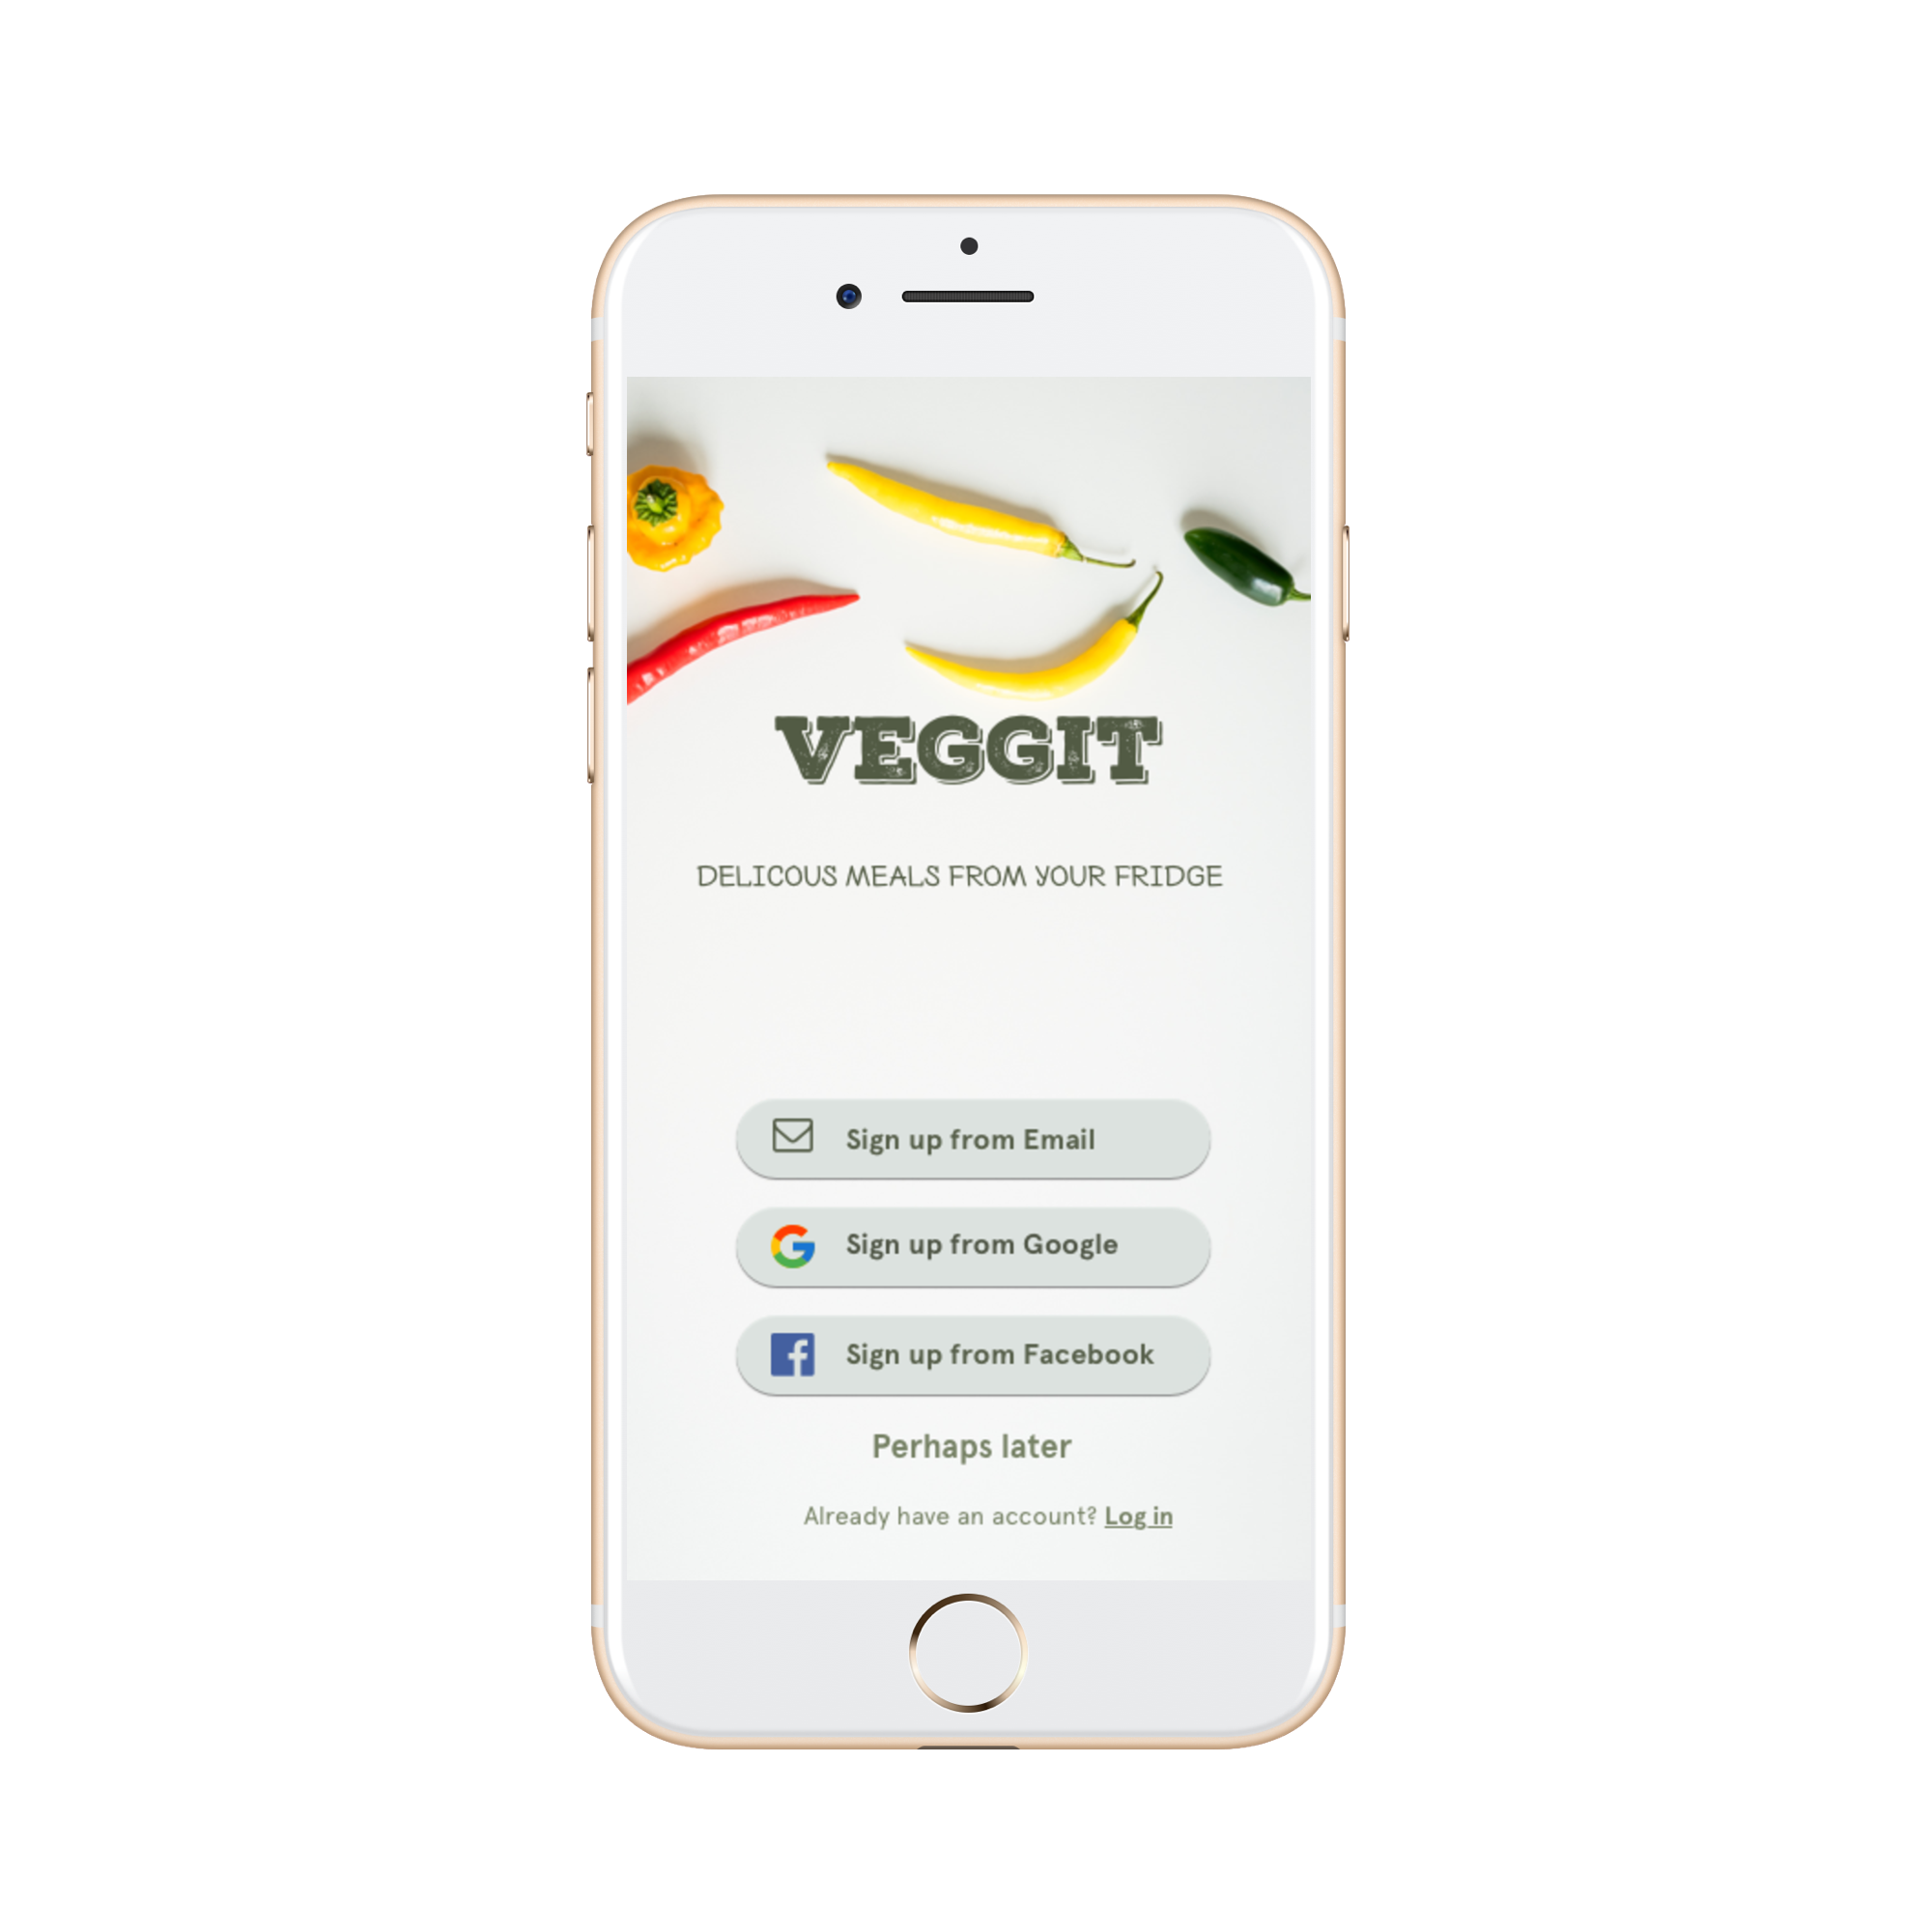 VEGGIT
DELICOUS MEALS FROM YOUR FRIDGE
Sign up from Email
Sign up from Google
Sign up from Facebook
Perhaps later
Already have an account? Log in